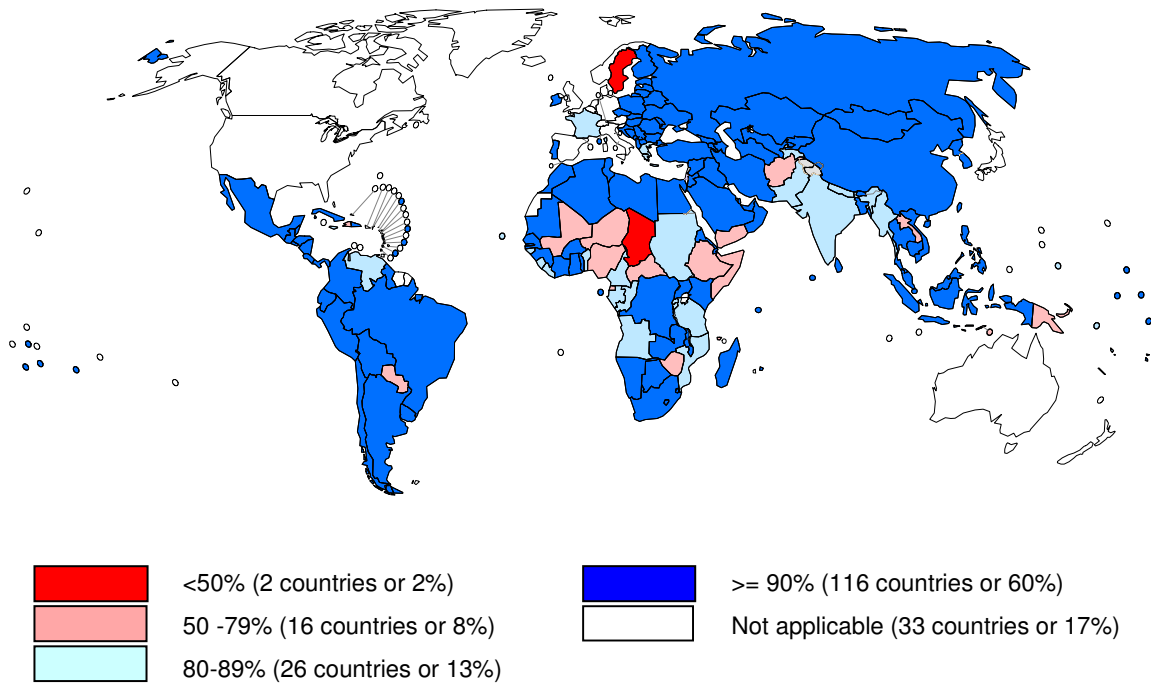 <50% (2 countries or 2%)
50 -79% (16 countries or 8%)
80-89% (26 countries or 13%)
>= 90% (116 countries or 60%)
Not applicable (33 countries or 17%)